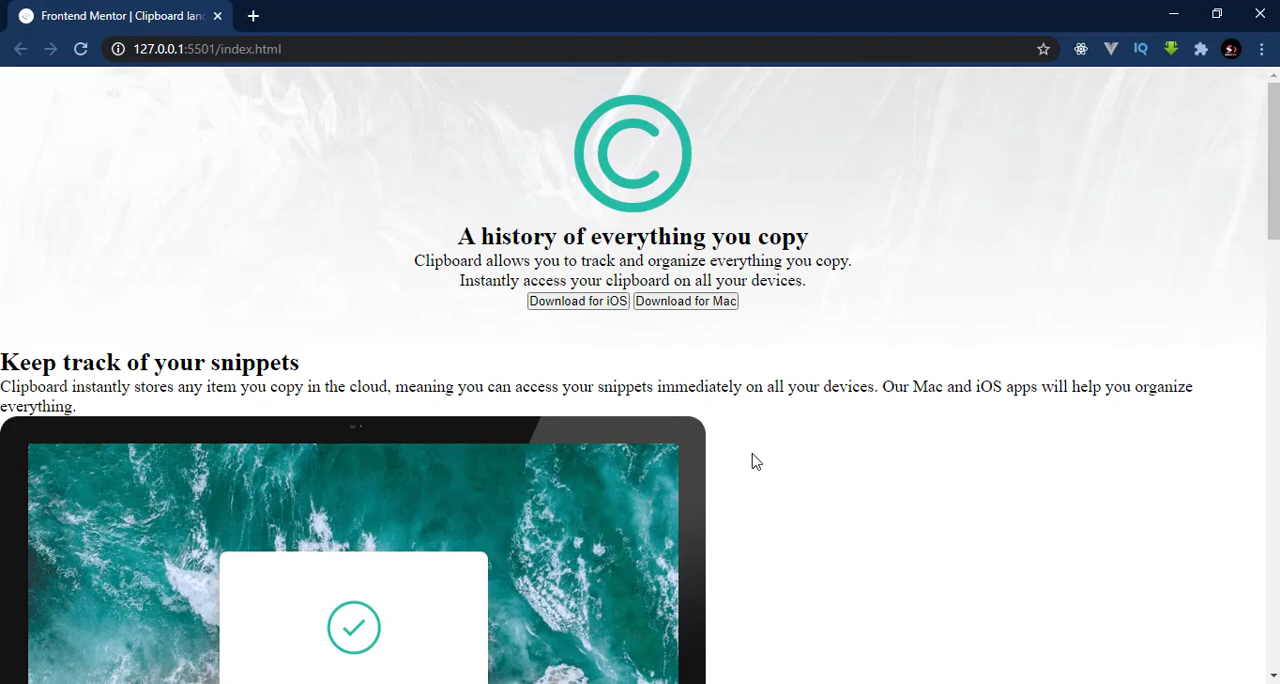 Frontend Mentor | Clipboard lan
127.0.0.1:5501/index.html
IQ
A history of everything you copy
Clipboard allows you to track and organize everything you copy.
Instantly access your clipboard on all your devices.
Download for iOS Download for Mac
Keep track of your snippets
Clipboard instantly stores any item you copy in the cloud, meaning you can access your snippets immediately on all your devices. Our Mac and iOS apps will help you organize
everything.